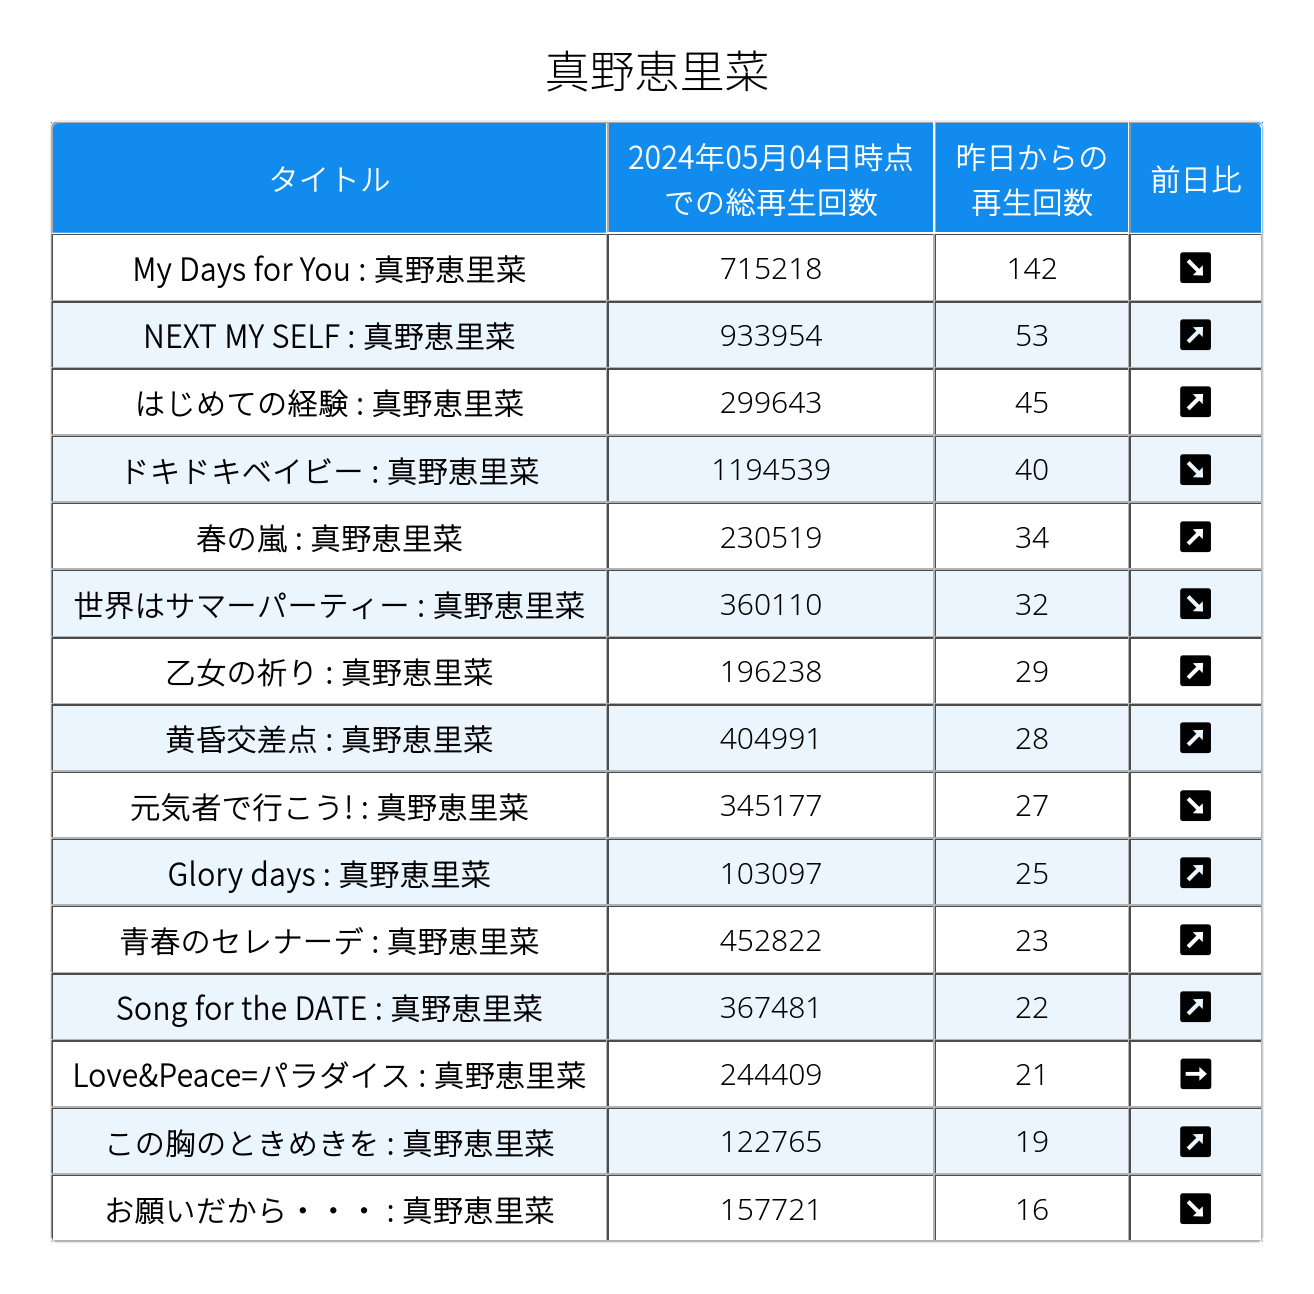 真野恵里菜
タイトル 2024年05月04日時点での総再生回数 昨日からの再生回数 前日比
My Days for You : 真野恵里菜 715218 142 ↘
NEXT MY SELF : 真野恵里菜 933954 53 ↗
はじめての経験 : 真野恵里菜 299643 45 ↗
ドキドキベイビー : 真野恵里菜 1194539 40 ↘
春の嵐 : 真野恵里菜 230519 34 ↗
世界はサマーパーティー : 真野恵里菜 360110 32 ↘
乙女の祈り : 真野恵里菜 196238 29 ↗
黄昏交差点 : 真野恵里菜 404991 28 ↗
元気者で行こう! : 真野恵里菜 345177 27 ↘
Glory days : 真野恵里菜 103097 25 ↗
青春のセレナーデ : 真野恵里菜 452822 23 ↗
Song for the DATE : 真野恵里菜 367481 22 ↗
Love&Peace=パラダイス : 真野恵里菜 244409 21 →
この胸のときめきを : 真野恵里菜 122765 19 ↗
お願いだから・・・ : 真野恵里菜 157721 16 ↘